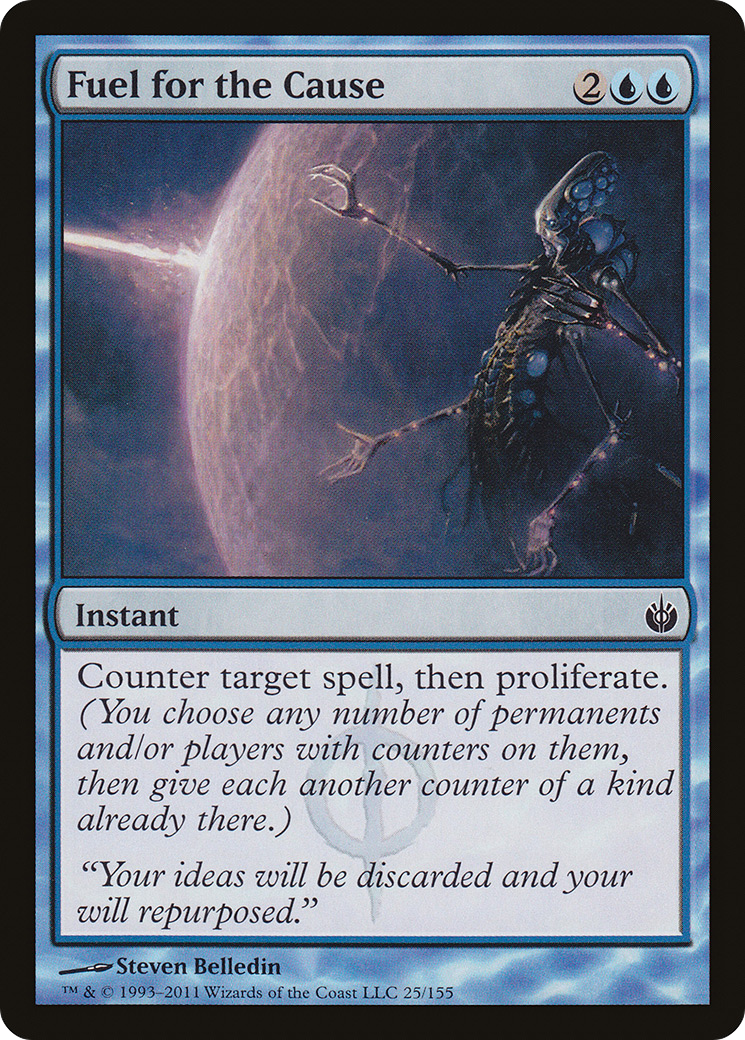 Fuel for the Cause
2
Instant
Counter target spell, then proliferate.
(You choose any number of permanents
and/or players with counters on them,
then give each another counter of a kind
already there.)
“Your ideas will be discarded and your
will repurposed.”
Steven Belledin
™ & © 1993–2011 Wizards of the Coast LLC 25/155